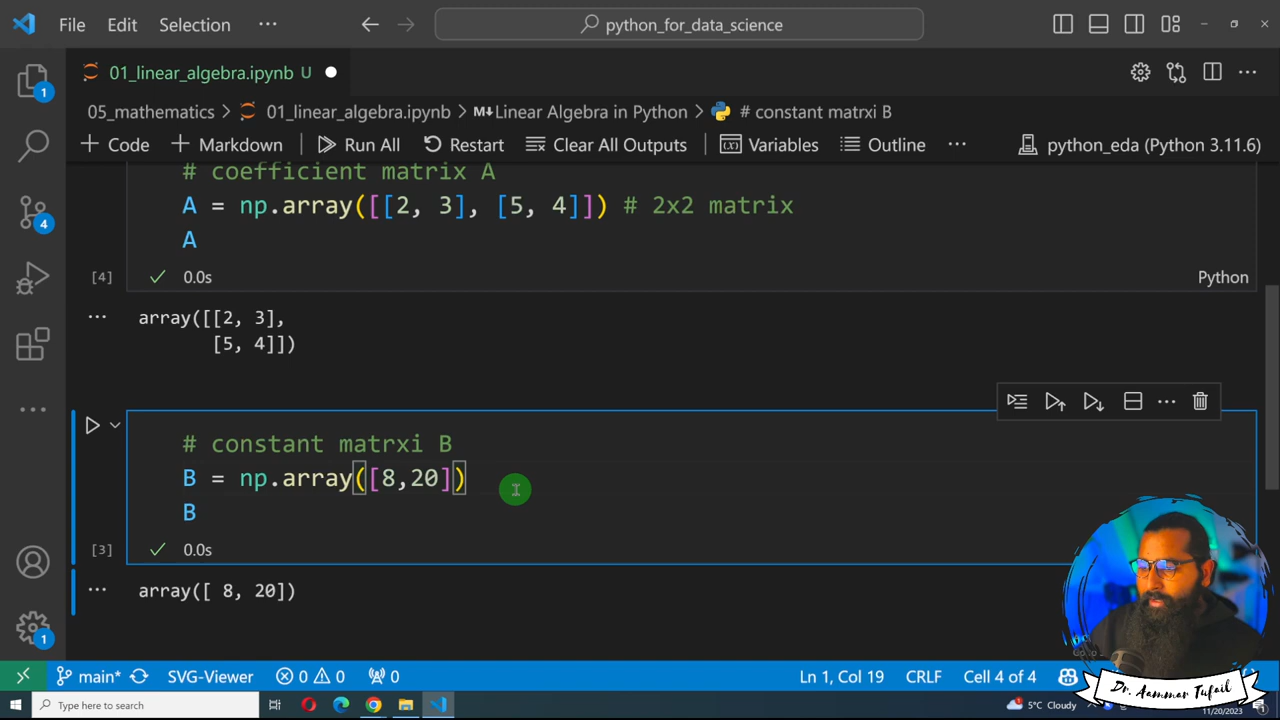 File Edit Selection ··· python_for_data_science
01_linear_algebra.ipynb U
05_mathematics > 01_linear_algebra.ipynb > M↓Linear Algebra in Python > # constant matrxi B
+ Code + Markdown Run All Restart Clear All Outputs Variables Outline ··· python_eda (Python 3.11.6)
# coefficient matrix A
A = np.array([[2, 3], [5, 4]]) # 2x2 matrix
A
[4] 0.0s Python
array([[2, 3],
[5, 4]])
# constant matrxi B
B = np.array([8,20])
B
[3] 0.0s
array([ 8, 20])
1
4
1
main* SVG-Viewer 0 0 0 Ln 1, Col 19 CRLF Cell 4 of 4
Type here to search 5°C Cloudy 11/20/2023
Dr. Aammar Tufail